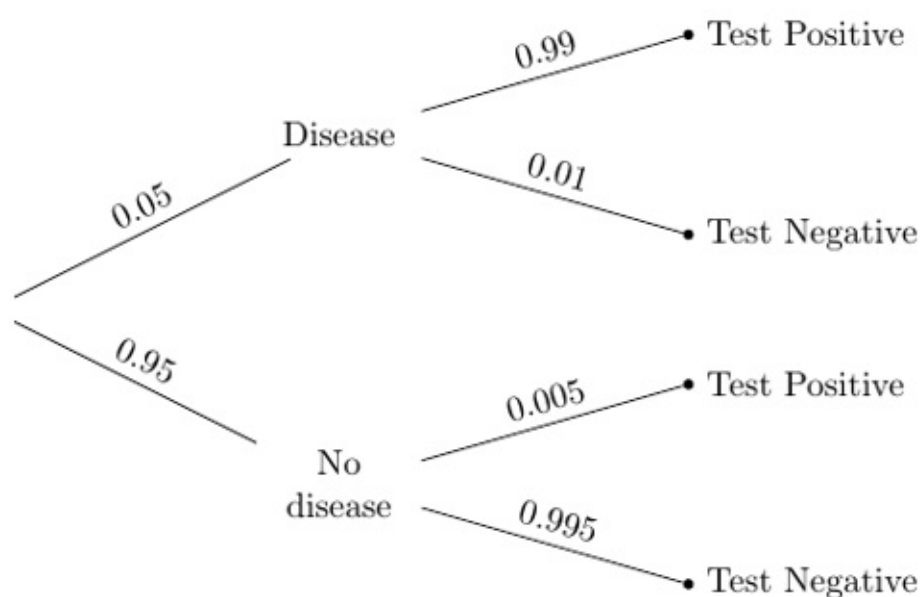 0.99
Test Positive
Disease
0.01
0.05
Test Negative
0.95
0.005
Test Positive
No
disease
0.995
Test Negative